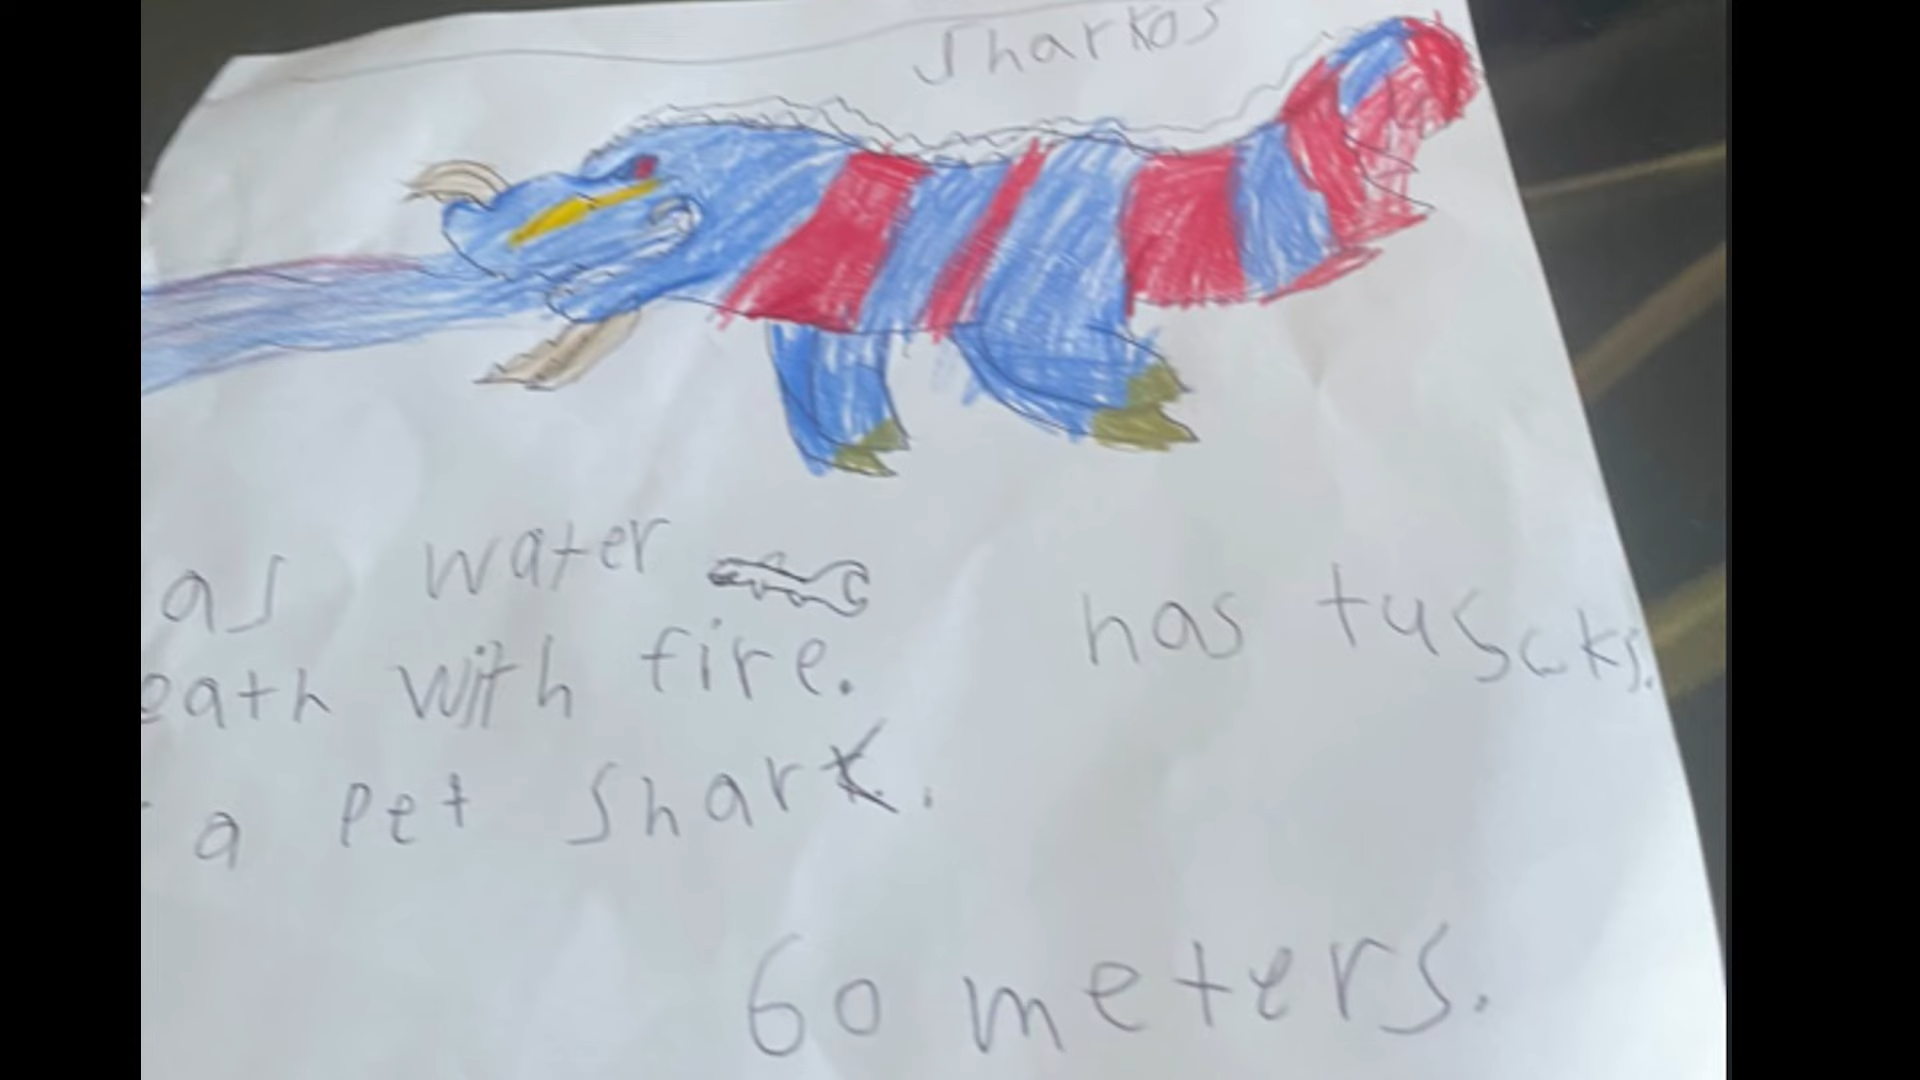 Sharkos
as water
eath with fire.
has tuscks.
a Pet Shark.
60 meters.